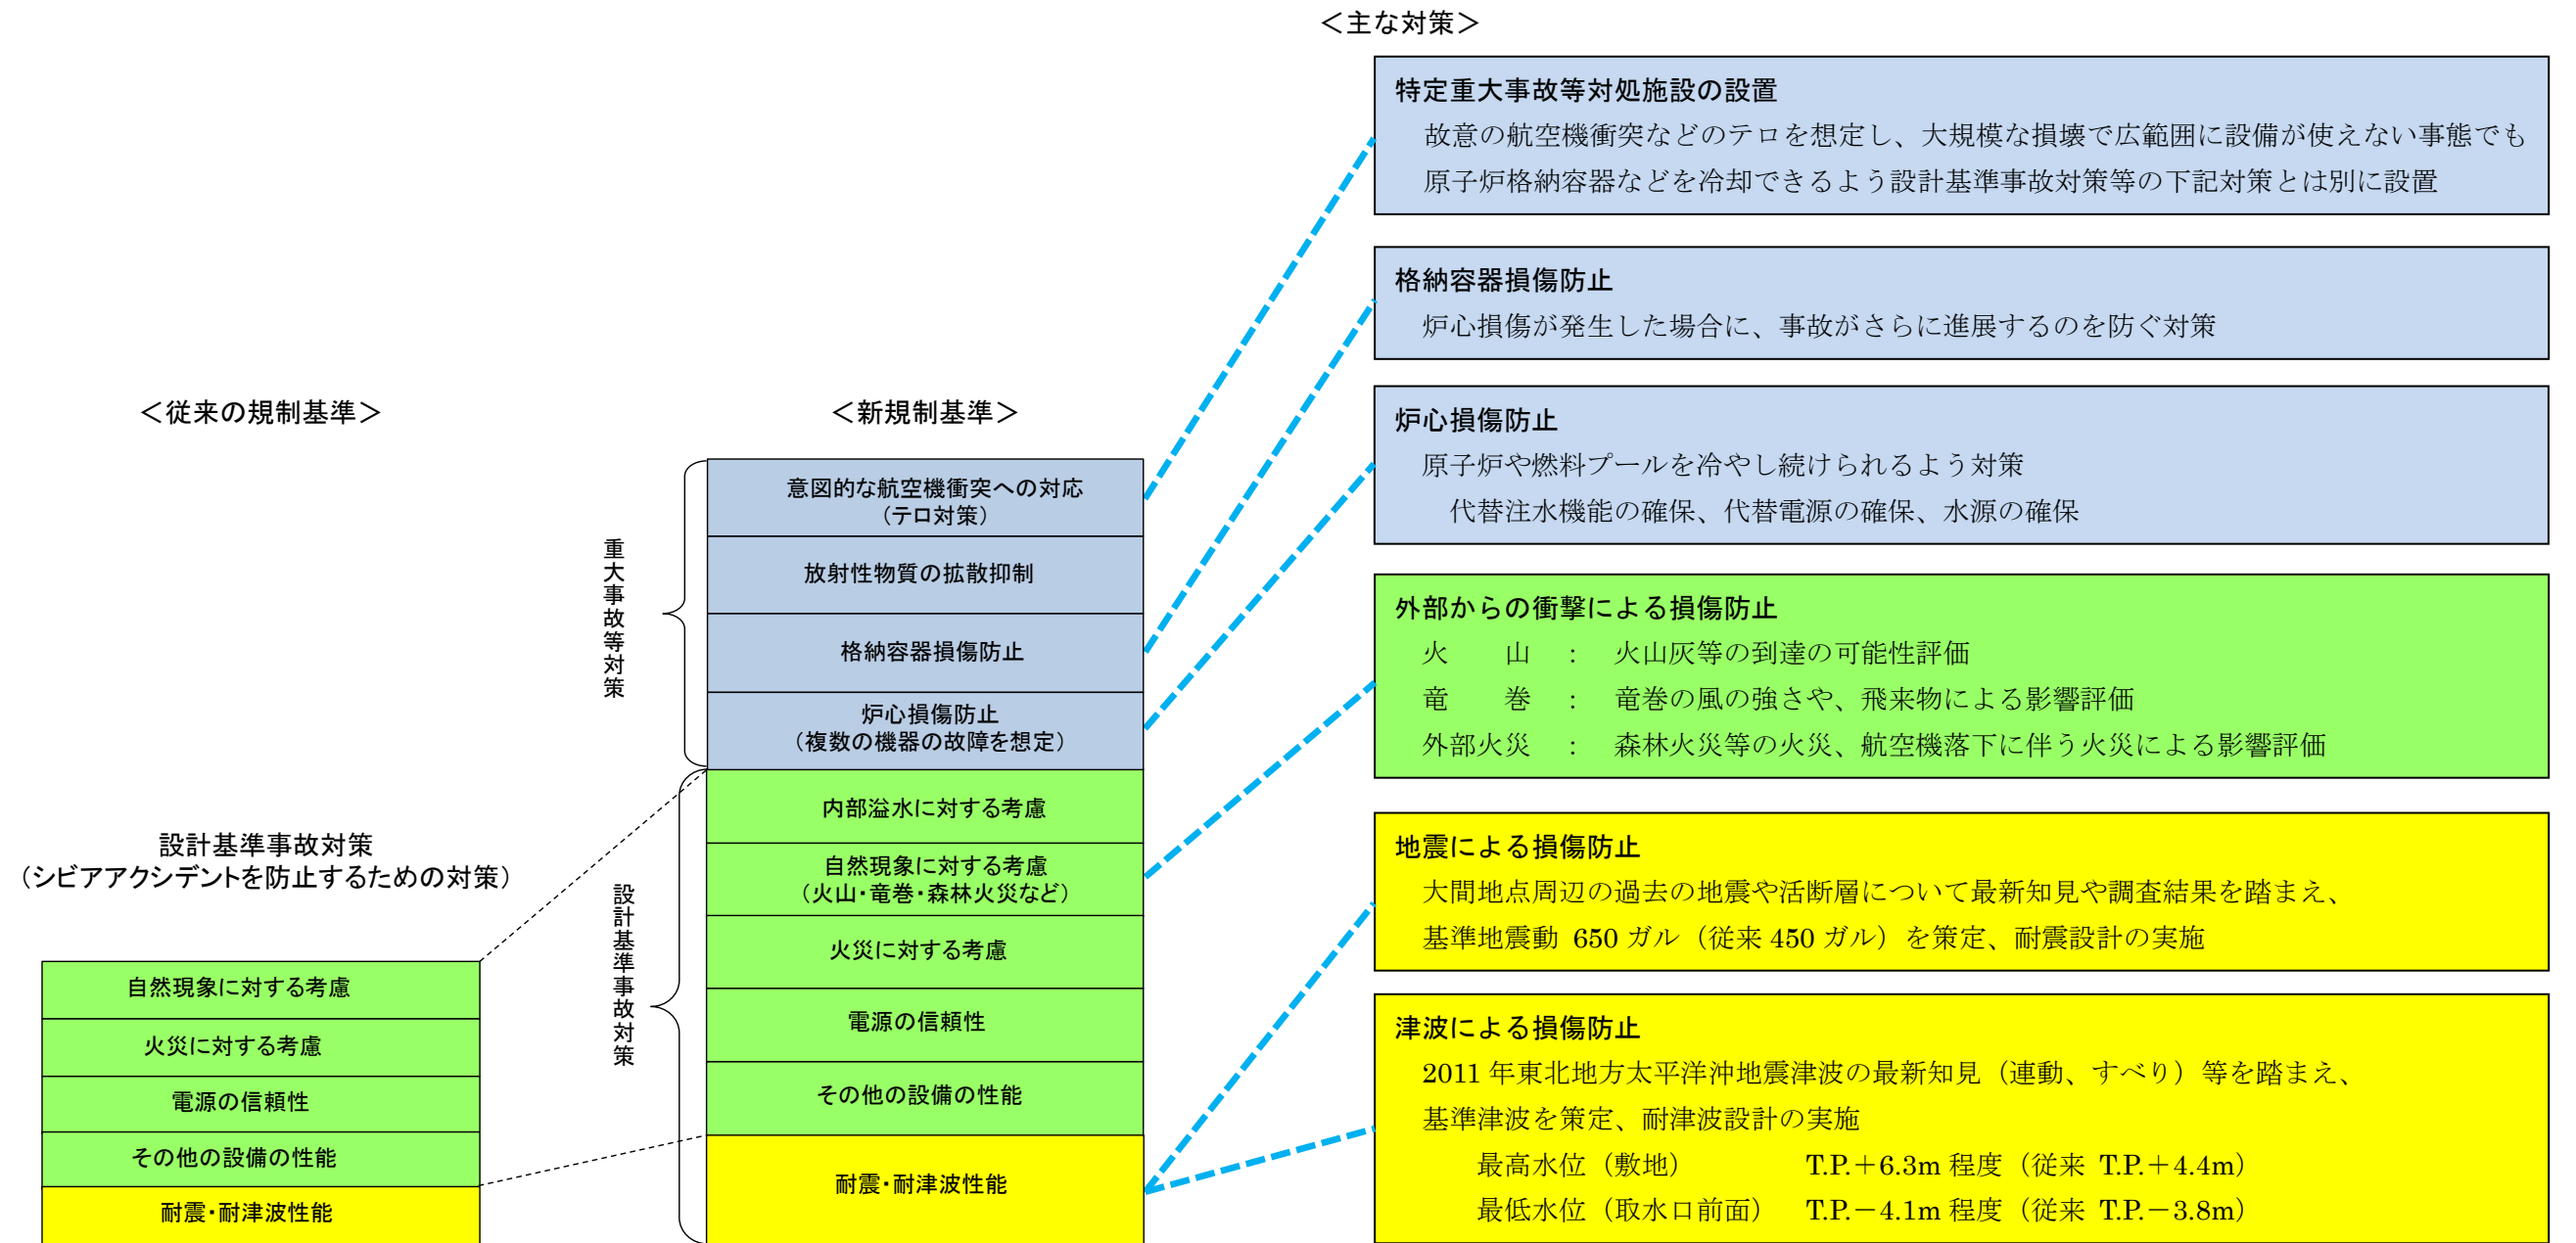 ＜主な対策＞
特定重大事故等対処施設の設置
故意の航空機衝突などのテロを想定し、大規模な損壊で広範囲に設備が使えない事態でも
原子炉格納容器などを冷却できるよう設計基準事故対策等の下記対策とは別に設置
格納容器損傷防止
炉心損傷が発生した場合に、事故がさらに進展するのを防ぐ対策
炉心損傷防止
原子炉や燃料プールを冷やし続けられるよう対策
代替注水機能の確保、代替電源の確保、水源の確保
外部からの衝撃による損傷防止
火　　山　：　火山灰等の到達の可能性評価
竜　　巻　：　竜巻の風の強さや、飛来物による影響評価
外部火災　：　森林火災等の火災、航空機落下に伴う火災による影響評価
地震による損傷防止
大間地点周辺の過去の地震や活断層について最新知見や調査結果を踏まえ、
基準地震動 650 ガル（従来 450 ガル）を策定、耐震設計の実施
津波による損傷防止
2011 年東北地方太平洋沖地震津波の最新知見（連動、すべり）等を踏まえ、
基準津波を策定、耐津波設計の実施
最高水位（敷地）　　T.P.＋6.3m 程度（従来 T.P.＋4.4m）
最低水位（取水口前面）　T.P.－4.1m 程度（従来 T.P.－3.8m）
＜従来の規制基準＞
設計基準事故対策
（シビアアクシデントを防止するための対策）
自然現象に対する考慮
火災に対する考慮
電源の信頼性
その他の設備の性能
耐震・耐津波性能
＜新規制基準＞
重大事故等対策
意図的な航空機衝突への対応
（テロ対策）
放射性物質の拡散抑制
格納容器損傷防止
炉心損傷防止
（複数の機器の故障を想定）
設計基準事故対策
内部溢水に対する考慮
自然現象に対する考慮
（火山・竜巻・森林火災など）
火災に対する考慮
電源の信頼性
その他の設備の性能
耐震・耐津波性能